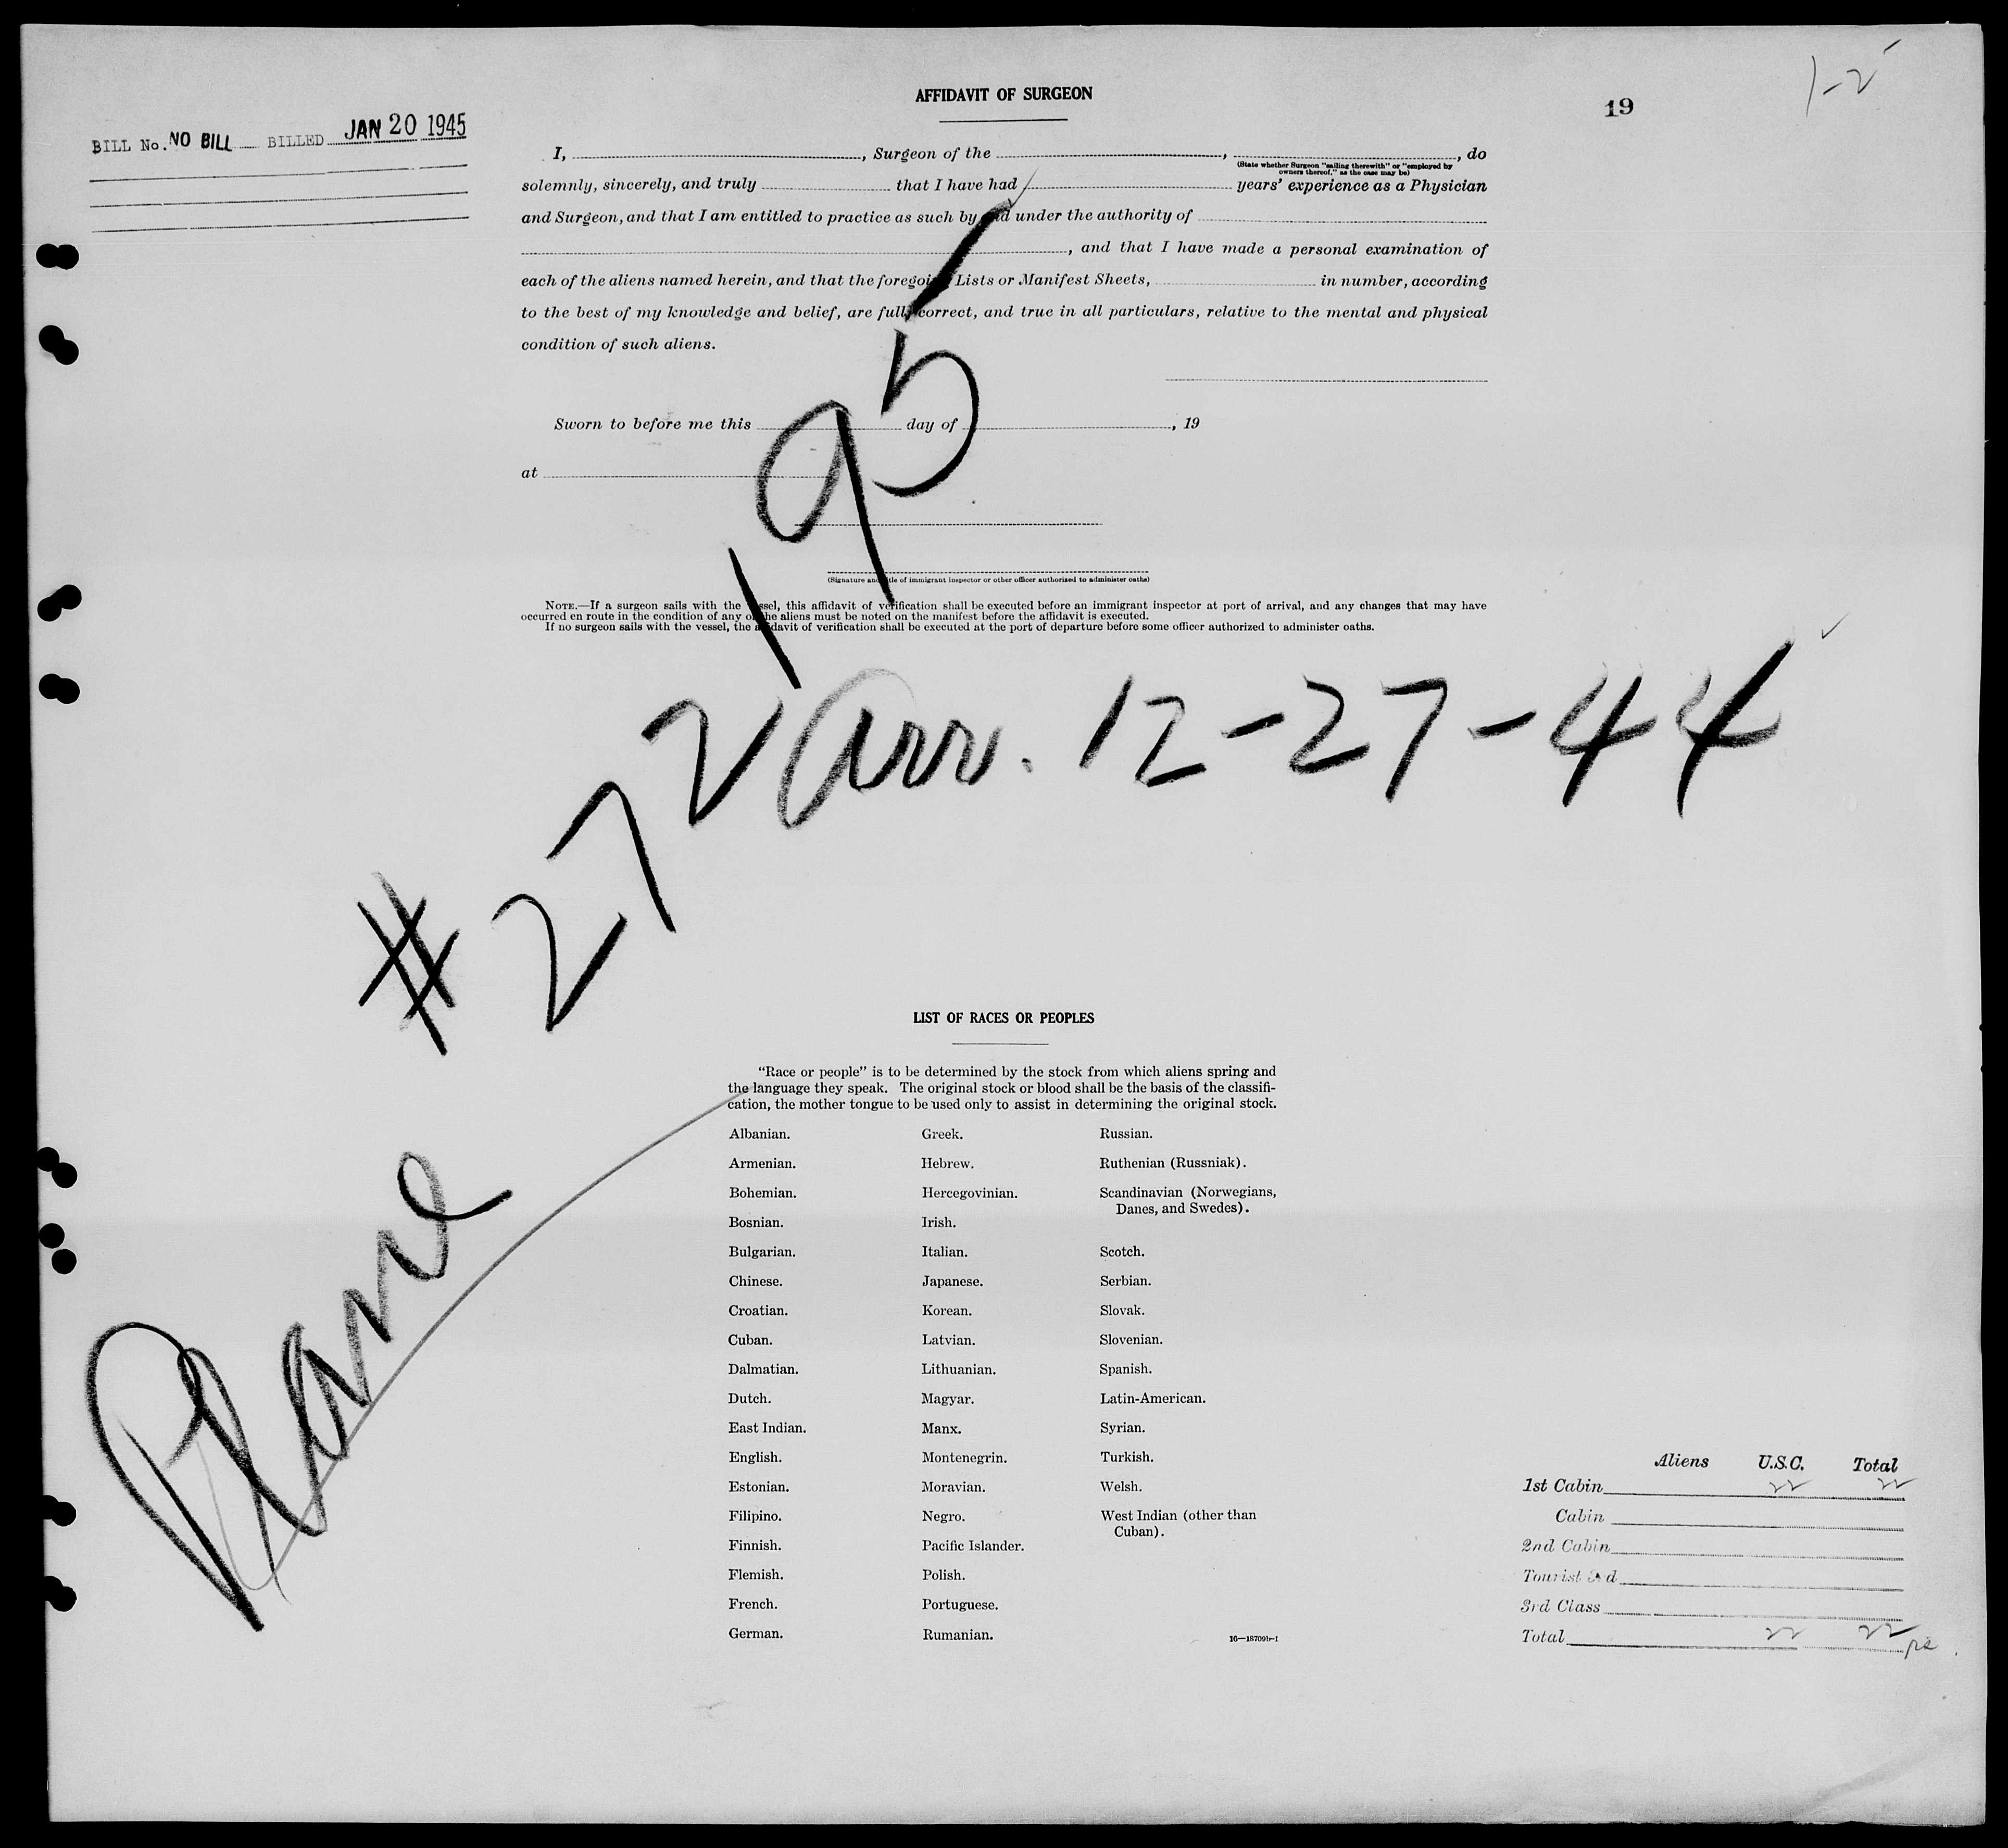 AFFIDAVIT OF SURGEON
19
1-2
BILL No. NO BILL BILLED JAN 20 1945
I, , Surgeon of the , , do
(State whether Surgeon "sailing therewith" or "employed by
owners thereof," as the case may be)
solemnly, sincerely, and truly that I have had years' experience as a Physician
and Surgeon, and that I am entitled to practice as such by and under the authority of
, and that I have made a personal examination of
each of the aliens named herein, and that the foregoing Lists or Manifest Sheets, in number, according
to the best of my knowledge and belief, are full, correct, and true in all particulars, relative to the mental and physical
condition of such aliens.
Sworn to before me this day of , 19
at
(Signature and title of immigrant inspector or other officer authorized to administer oaths)
NOTE.—If a surgeon sails with the vessel, this affidavit of verification shall be executed before an immigrant inspector at port of arrival, and any changes that may have
occurred en route in the condition of any of the aliens must be noted on the manifest before the affidavit is executed.
If no surgeon sails with the vessel, the affidavit of verification shall be executed at the port of departure before some officer authorized to administer oaths.
Plane # 272195
Arr. 12-27-44
LIST OF RACES OR PEOPLES
"Race or people" is to be determined by the stock from which aliens spring and
the language they speak. The original stock or blood shall be the basis of the classifi-
cation, the mother tongue to be used only to assist in determining the original stock.
Albanian. Greek. Russian.
Armenian. Hebrew. Ruthenian (Russniak).
Bohemian. Hercegovinian. Scandinavian (Norwegians,
Danes, and Swedes).
Bosnian. Irish.
Bulgarian. Italian. Scotch.
Chinese. Japanese. Serbian.
Croatian. Korean. Slovak.
Cuban. Latvian. Slovenian.
Dalmatian. Lithuanian. Spanish.
Dutch. Magyar. Latin-American.
East Indian. Manx. Syrian.
English. Montenegrin. Turkish.
Estonian. Moravian. Welsh.
Filipino. Negro. West Indian (other than
Cuban).
Finnish. Pacific Islander.
Flemish. Polish.
French. Portuguese.
German. Rumanian.
16—18709b-1
Aliens U.S.C. Total
1st Cabin 22 22
Cabin
2nd Cabin
Tourist 3d
3rd Class
Total 22 22